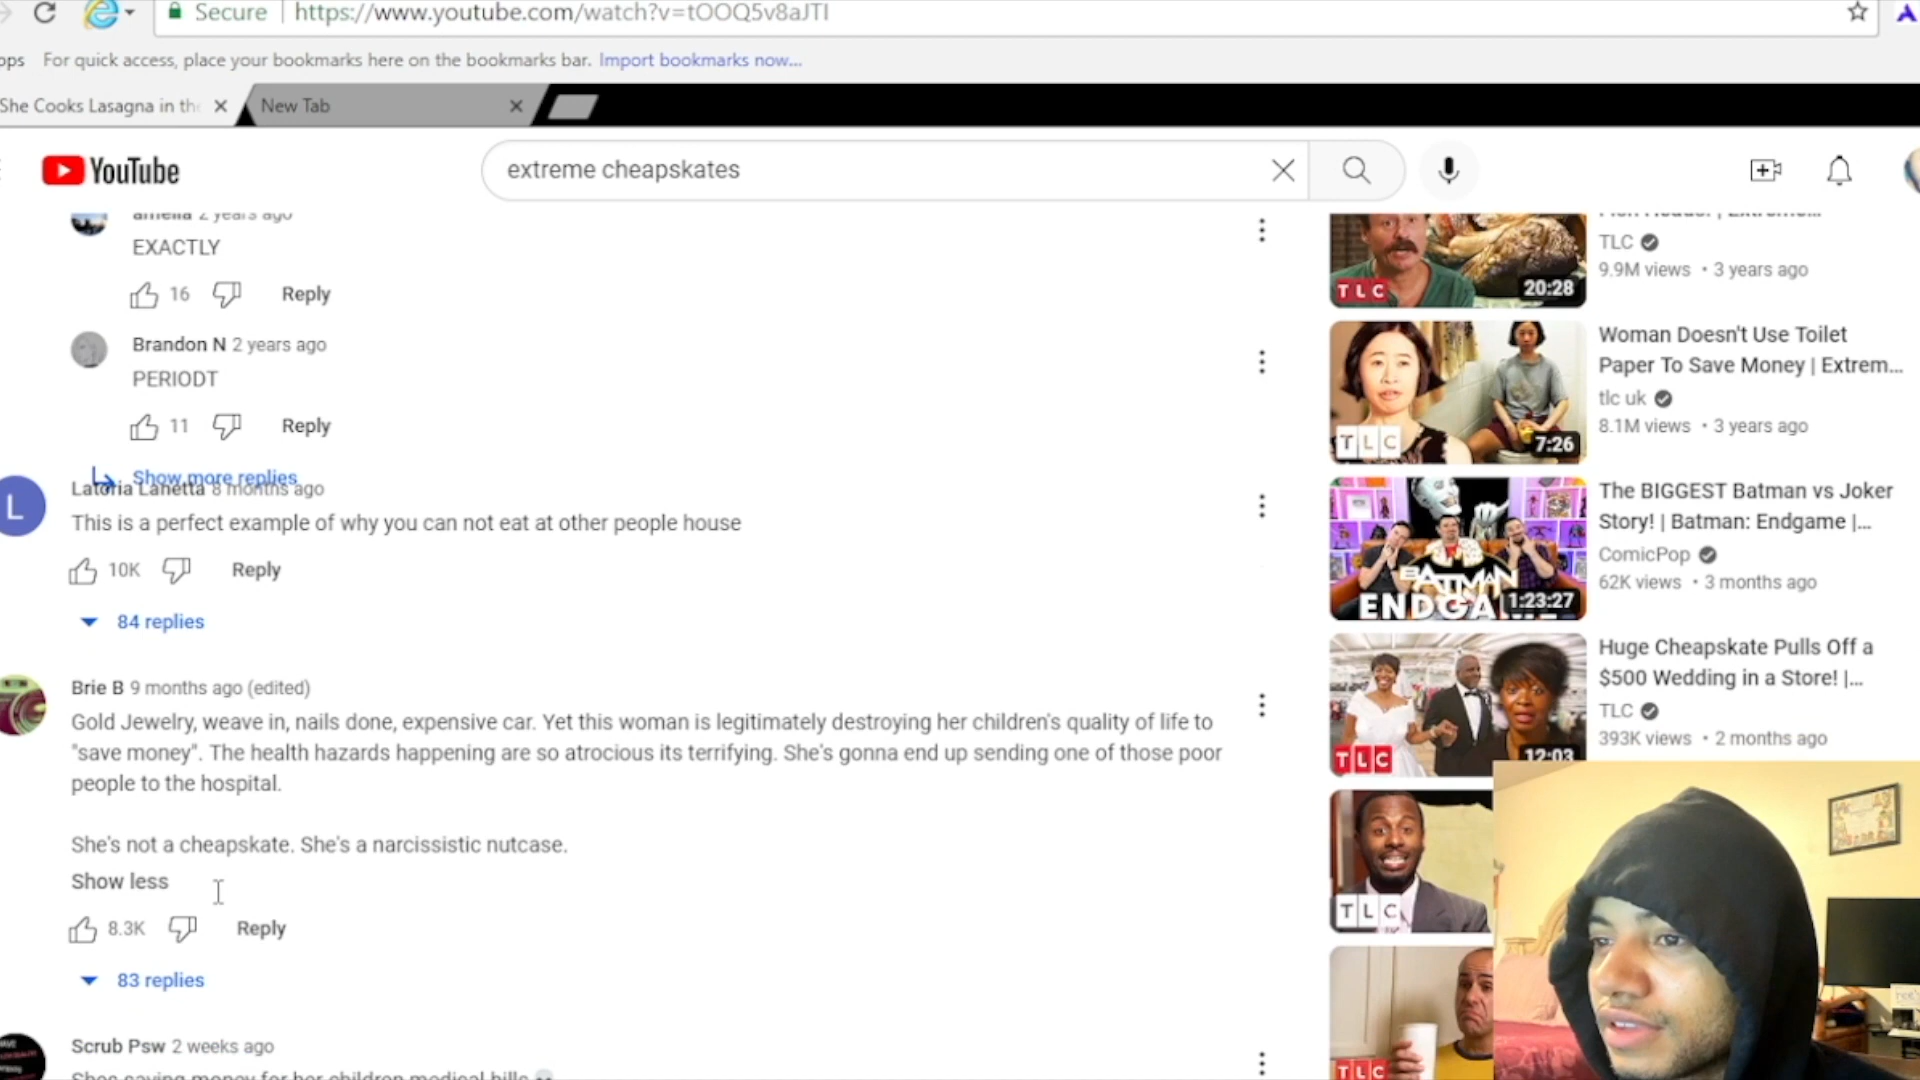 Secure https://www.youtube.com/watch?v=tOOQ5v8aJTI
For quick access, place your bookmarks here on the bookmarks bar. Import bookmarks now...
She Cooks Lasagna in the
New Tab
YouTube
extreme cheapskates
amelia 2 years ago
EXACTLY
16 Reply
Brandon N 2 years ago
PERIODT
11 Reply
Show more replies
L
Latoria Lanetta 8 months ago
This is a perfect example of why you can not eat at other people house
10K Reply
84 replies
Brie B 9 months ago (edited)
Gold Jewelry, weave in, nails done, expensive car. Yet this woman is legitimately destroying her children's quality of life to
"save money". The health hazards happening are so atrocious its terrifying. She's gonna end up sending one of those poor
people to the hospital.
She's not a cheapskate. She's a narcissistic nutcase.
Show less
8.3K Reply
83 replies
Scrub Psw 2 weeks ago
Shes saving money for her children medical bills
TLC
9.9M views • 3 years ago
TLC
20:28
Woman Doesn't Use Toilet
Paper To Save Money | Extrem...
tlc uk
8.1M views • 3 years ago
TLC
7:26
The BIGGEST Batman vs Joker
Story! | Batman: Endgame |...
ComicPop
62K views • 3 months ago
BATMAN
1:23:27
Huge Cheapskate Pulls Off a
$500 Wedding in a Store! |...
TLC
393K views • 2 months ago
TLC
12:03
TLC
TLC